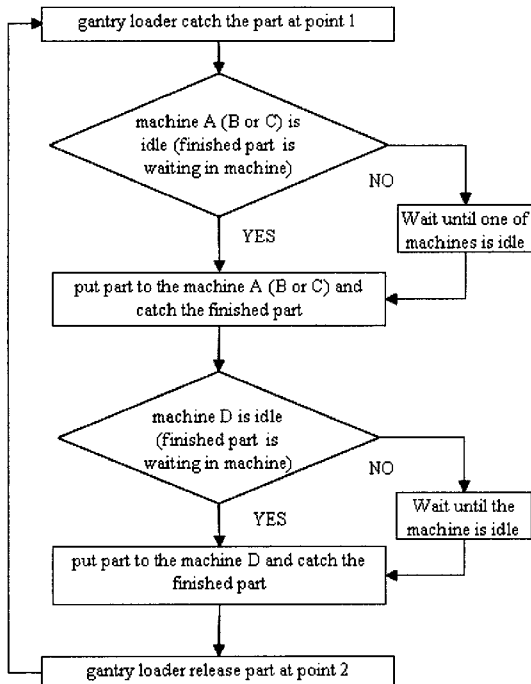 gantry loader catch the part at point 1
machine A (B or C) is
idle (finished part is
waiting in machine)
NO
Wait until one of
machines is idle
YES
put part to the machine A (B or C) and
catch the finished part
machine D is idle
(finished part is
waiting in machine)
NO
Wait until the
machine is idle
YES
put part to the machine D and catch the
finished part
gantry loader release part at point 2